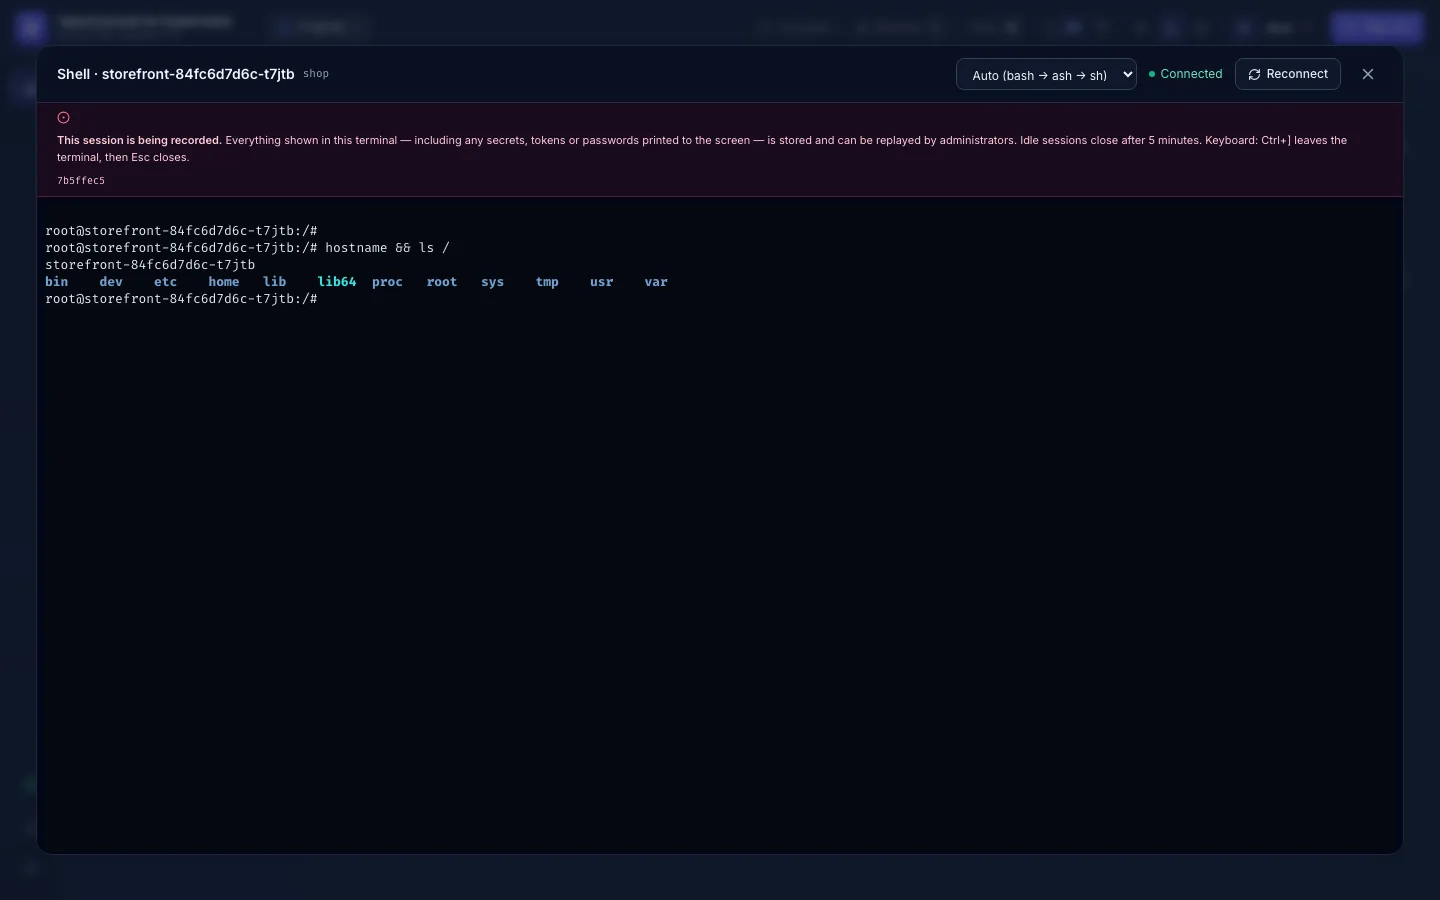 Shell · storefront-84fc6d7d6c-t7jtb shop
Auto (bash → ash → sh)
Connected
Reconnect
This session is being recorded. Everything shown in this terminal — including any secrets, tokens or passwords printed to the screen — is stored and can be replayed by administrators. Idle sessions close after 5 minutes. Keyboard: Ctrl+] leaves the
terminal, then Esc closes.
7b5ffec5
root@storefront-84fc6d7d6c-t7jtb:/#
root@storefront-84fc6d7d6c-t7jtb:/# hostname && ls /
storefront-84fc6d7d6c-t7jtb
bin dev etc home lib lib64 proc root sys tmp usr var
root@storefront-84fc6d7d6c-t7jtb:/#